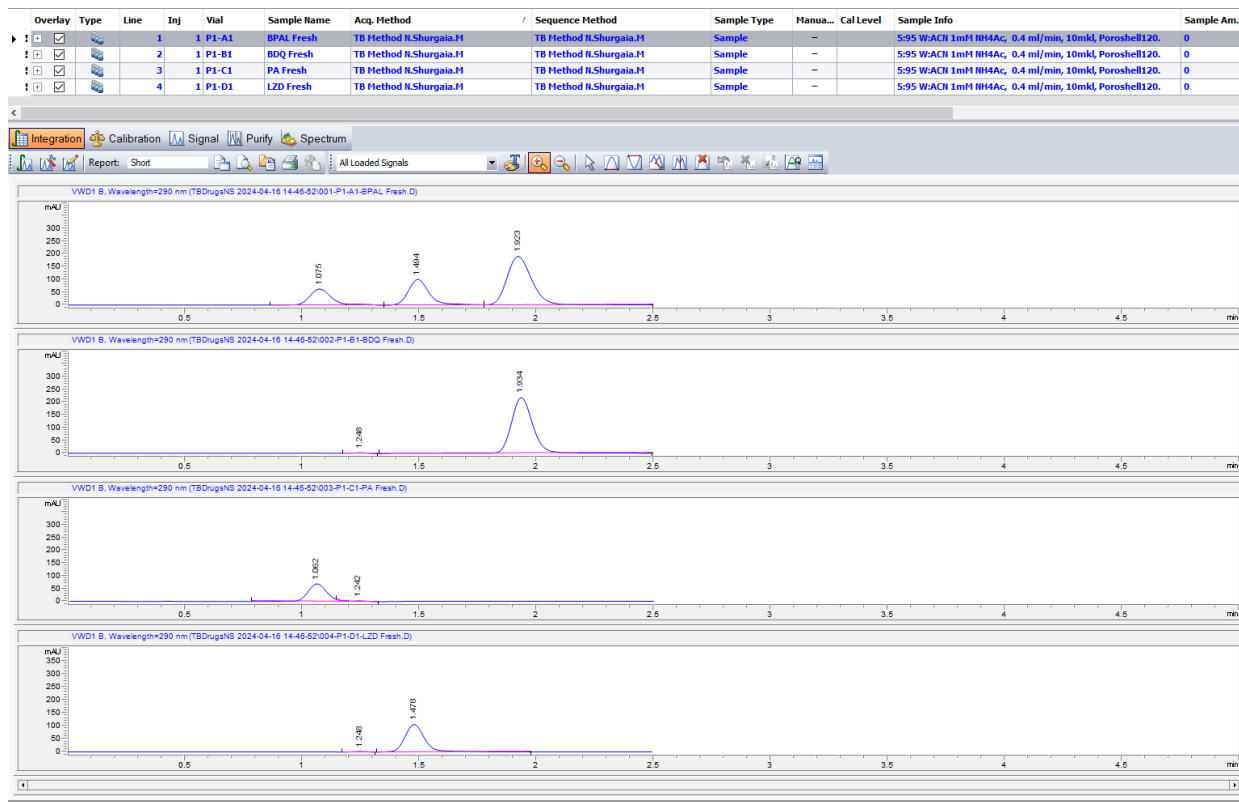 Overlay Type Line Inj Vial Sample Name Acq. Method / Sequence Method Sample Type Manua... Cal Level Sample Info Sample Am.
! 1 1 P1-A1 BPAL Fresh TB Method N.Shurgaia.M TB Method N.Shurgaia.M Sample – 5:95 W:ACN 1mM NH4Ac, 0.4 ml/min, 10mkl, Poroshell120. 0
! 2 1 P1-B1 BDQ Fresh TB Method N.Shurgaia.M TB Method N.Shurgaia.M Sample – 5:95 W:ACN 1mM NH4Ac, 0.4 ml/min, 10mkl, Poroshell120. 0
! 3 1 P1-C1 PA Fresh TB Method N.Shurgaia.M TB Method N.Shurgaia.M Sample – 5:95 W:ACN 1mM NH4Ac, 0.4 ml/min, 10mkl, Poroshell120. 0
! 4 1 P1-D1 LZD Fresh TB Method N.Shurgaia.M TB Method N.Shurgaia.M Sample – 5:95 W:ACN 1mM NH4Ac, 0.4 ml/min, 10mkl, Poroshell120. 0
Integration Calibration Signal Purify Spectrum
Report: Short All Loaded Signals
VWD1 B, Wavelength=290 nm (TBDrugsNS 2024-04-16 14-46-52\001-P1-A1-BPAL Fresh.D)
mAU
300
250
200
150
100
50
0
1.075
1.494
1.923
0.5 1 1.5 2 2.5 3 3.5 4 4.5 min
VWD1 B, Wavelength=290 nm (TBDrugsNS 2024-04-16 14-46-52\002-P1-B1-BDQ Fresh.D)
mAU
300
250
200
150
100
50
0
1.248
1.934
0.5 1 1.5 2 2.5 3 3.5 4 4.5 min
VWD1 B, Wavelength=290 nm (TBDrugsNS 2024-04-16 14-46-52\003-P1-C1-PA Fresh.D)
mAU
300
250
200
150
100
50
0
1.062
1.242
0.5 1 1.5 2 2.5 3 3.5 4 4.5 min
VWD1 B, Wavelength=290 nm (TBDrugsNS 2024-04-16 14-46-52\004-P1-D1-LZD Fresh.D)
mAU
350
300
250
200
150
100
50
0
1.248
1.478
0.5 1 1.5 2 2.5 3 3.5 4 4.5 min